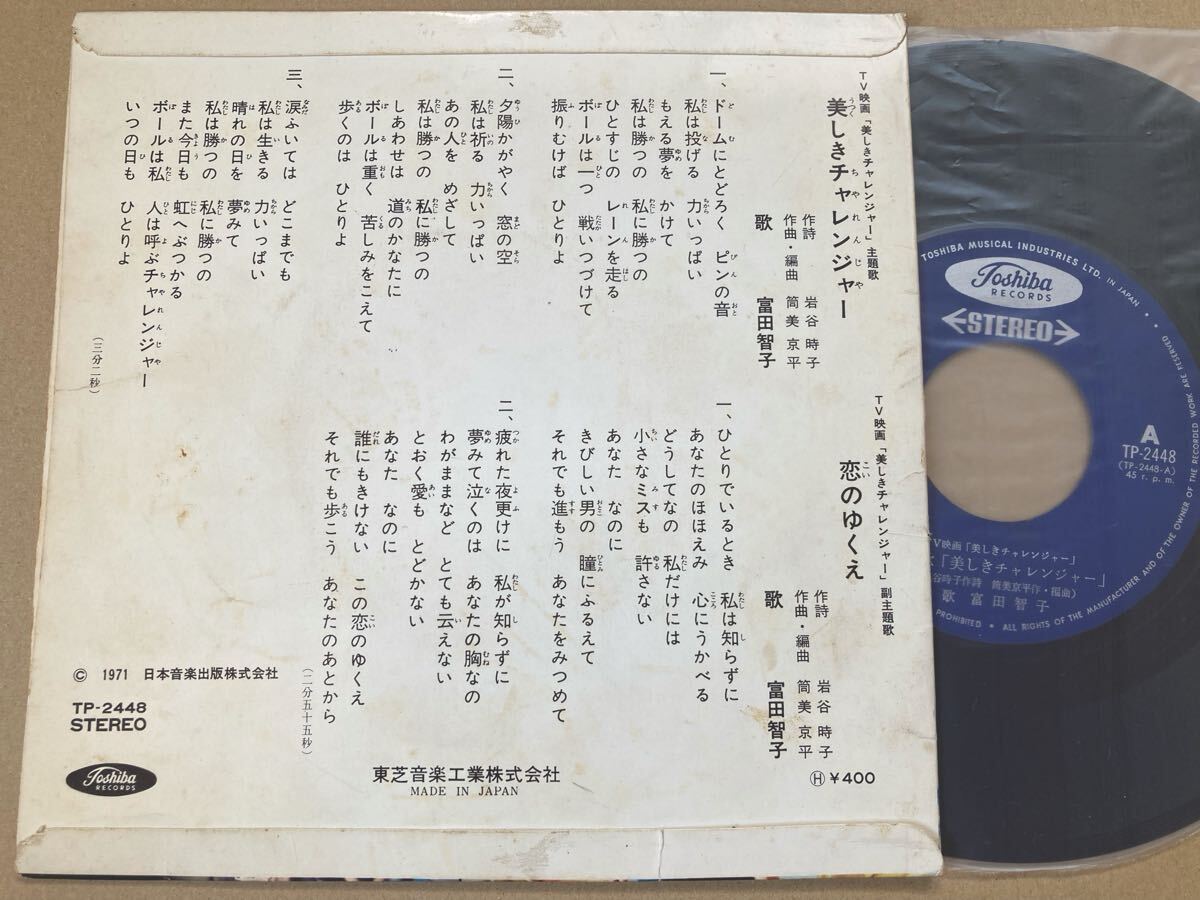 TV映画「美しきチャレンジャー」主題歌
美しきチャレンジャー
作詩 岩谷時子
作曲・編曲 筒美京平
歌 富田智子
一、ドームにとどろく ピンの音
私は投げる 力いっぱい
もえる夢を かけて
私は勝つの 私に勝つの
ひとすじの レーンを走る
ボールは一つ 戦いつづけて
振りむけば ひとりよ
二、夕陽かがやく 窓の空
私は祈る 力いっぱい
あの人を めざして
私は勝つの 私に勝つの
しあわせは 道のかなたに
ボールは重く 苦しみをこえて
歩くのは ひとりよ
三、涙ふいては どこまでも
私は生きる 力いっぱい
晴れの日を 夢みて
私は勝つの 私に勝つの
また今日も 虹へぶつかる
ボールは私 人は呼ぶチャレンジャー
いつの日も ひとりよ
（三分二秒）
TV映画「美しきチャレンジャー」副主題歌
恋のゆくえ
作詩 岩谷時子
作曲・編曲 筒美京平
歌 富田智子
一、ひとりでいるとき 私は知らずに
あなたのほほえみ 心にうかべる
どうしてなの 私だけには
小さなミスも 許さない
あなた なのに
きびしい男の 瞳にふるえて
それでも進もう あなたをみつめて
二、疲れた夜更けに 私が知らずに
夢みて泣くのは あなたの胸なの
わがままなど とても云えない
とおく愛も とどかない
あなた なのに
誰にもきけない この恋のゆくえ
それでも歩こう あなたのあとから
（二分五十五秒）
© 1971 日本音楽出版株式会社
TP-2448
STEREO
Toshiba
RECORDS
東芝音楽工業株式会社
MADE IN JAPAN
Ⓗ ¥400
TOSHIBA MUSICAL INDUSTRIES LTD. IN JAPAN
Toshiba
RECORDS
STEREO
A
TP-2448
(TP-2448-A)
45 r.p.m.
V映画「美しきチャレンジャー」
「美しきチャレンジャー」
谷時子作詩 筒美京平作・編曲)
歌 富田智子
PROHIBITED • ALL RIGHTS OF THE MANUFACTURER AND OF THE OWNER OF THE RECORDED WORK ARE RESERVED